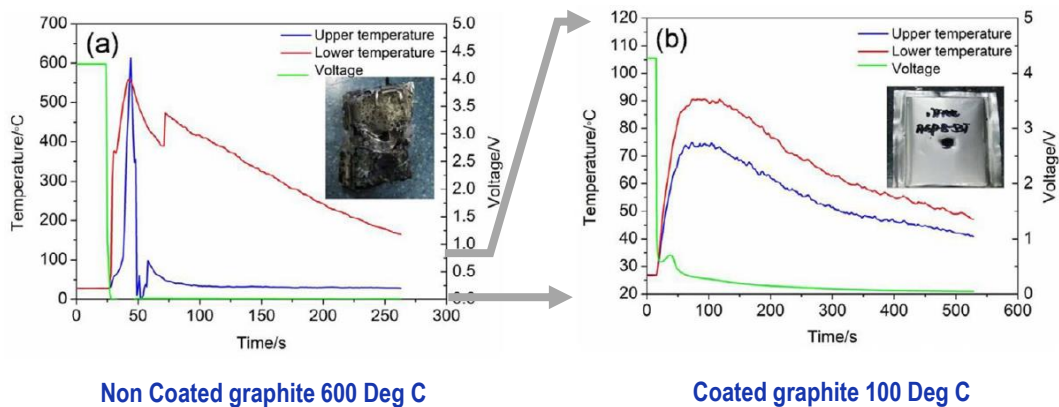 (a)
Upper temperature
Lower temperature
Voltage
Temperature/°C
700
600
500
400
300
200
100
0
5.0
4.5
4.0
3.5
3.0
2.5
2.0
1.5
1.0
0.5
0.0
Voltage/V
0 50 100 150 200 250 300
Time/s
(b)
Upper temperature
Lower temperature
Voltage
Temperature/°C
120
110
100
90
80
70
60
50
40
30
20
5
4
3
2
1
0
Voltage/V
0 100 200 300 400 500 600
Time/s
Non Coated graphite 600 Deg C
Coated graphite 100 Deg C